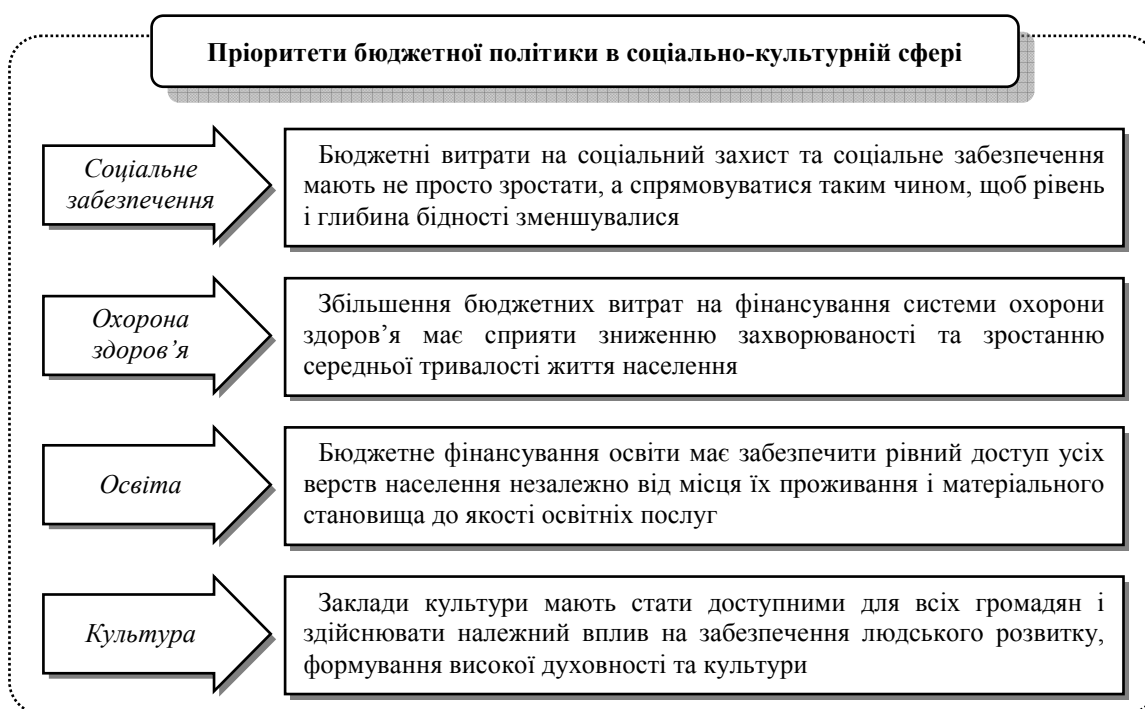 Пріоритети бюджетної політики в соціально-культурній сфері
Соціальне
забезпечення
Бюджетні витрати на соціальний захист та соціальне забезпечення
мають не просто зростати, а спрямовуватися таким чином, щоб рівень
і глибина бідності зменшувалися
Охорона
здоров’я
Збільшення бюджетних витрат на фінансування системи охорони
здоров’я має сприяти зниженню захворюваності та зростанню
середньої тривалості життя населення
Освіта
Бюджетне фінансування освіти має забезпечити рівний доступ усіх
верств населення незалежно від місця їх проживання і матеріального
становища до якості освітніх послуг
Культура
Заклади культури мають стати доступними для всіх громадян і
здійснювати належний вплив на забезпечення людського розвитку,
формування високої духовності та культури